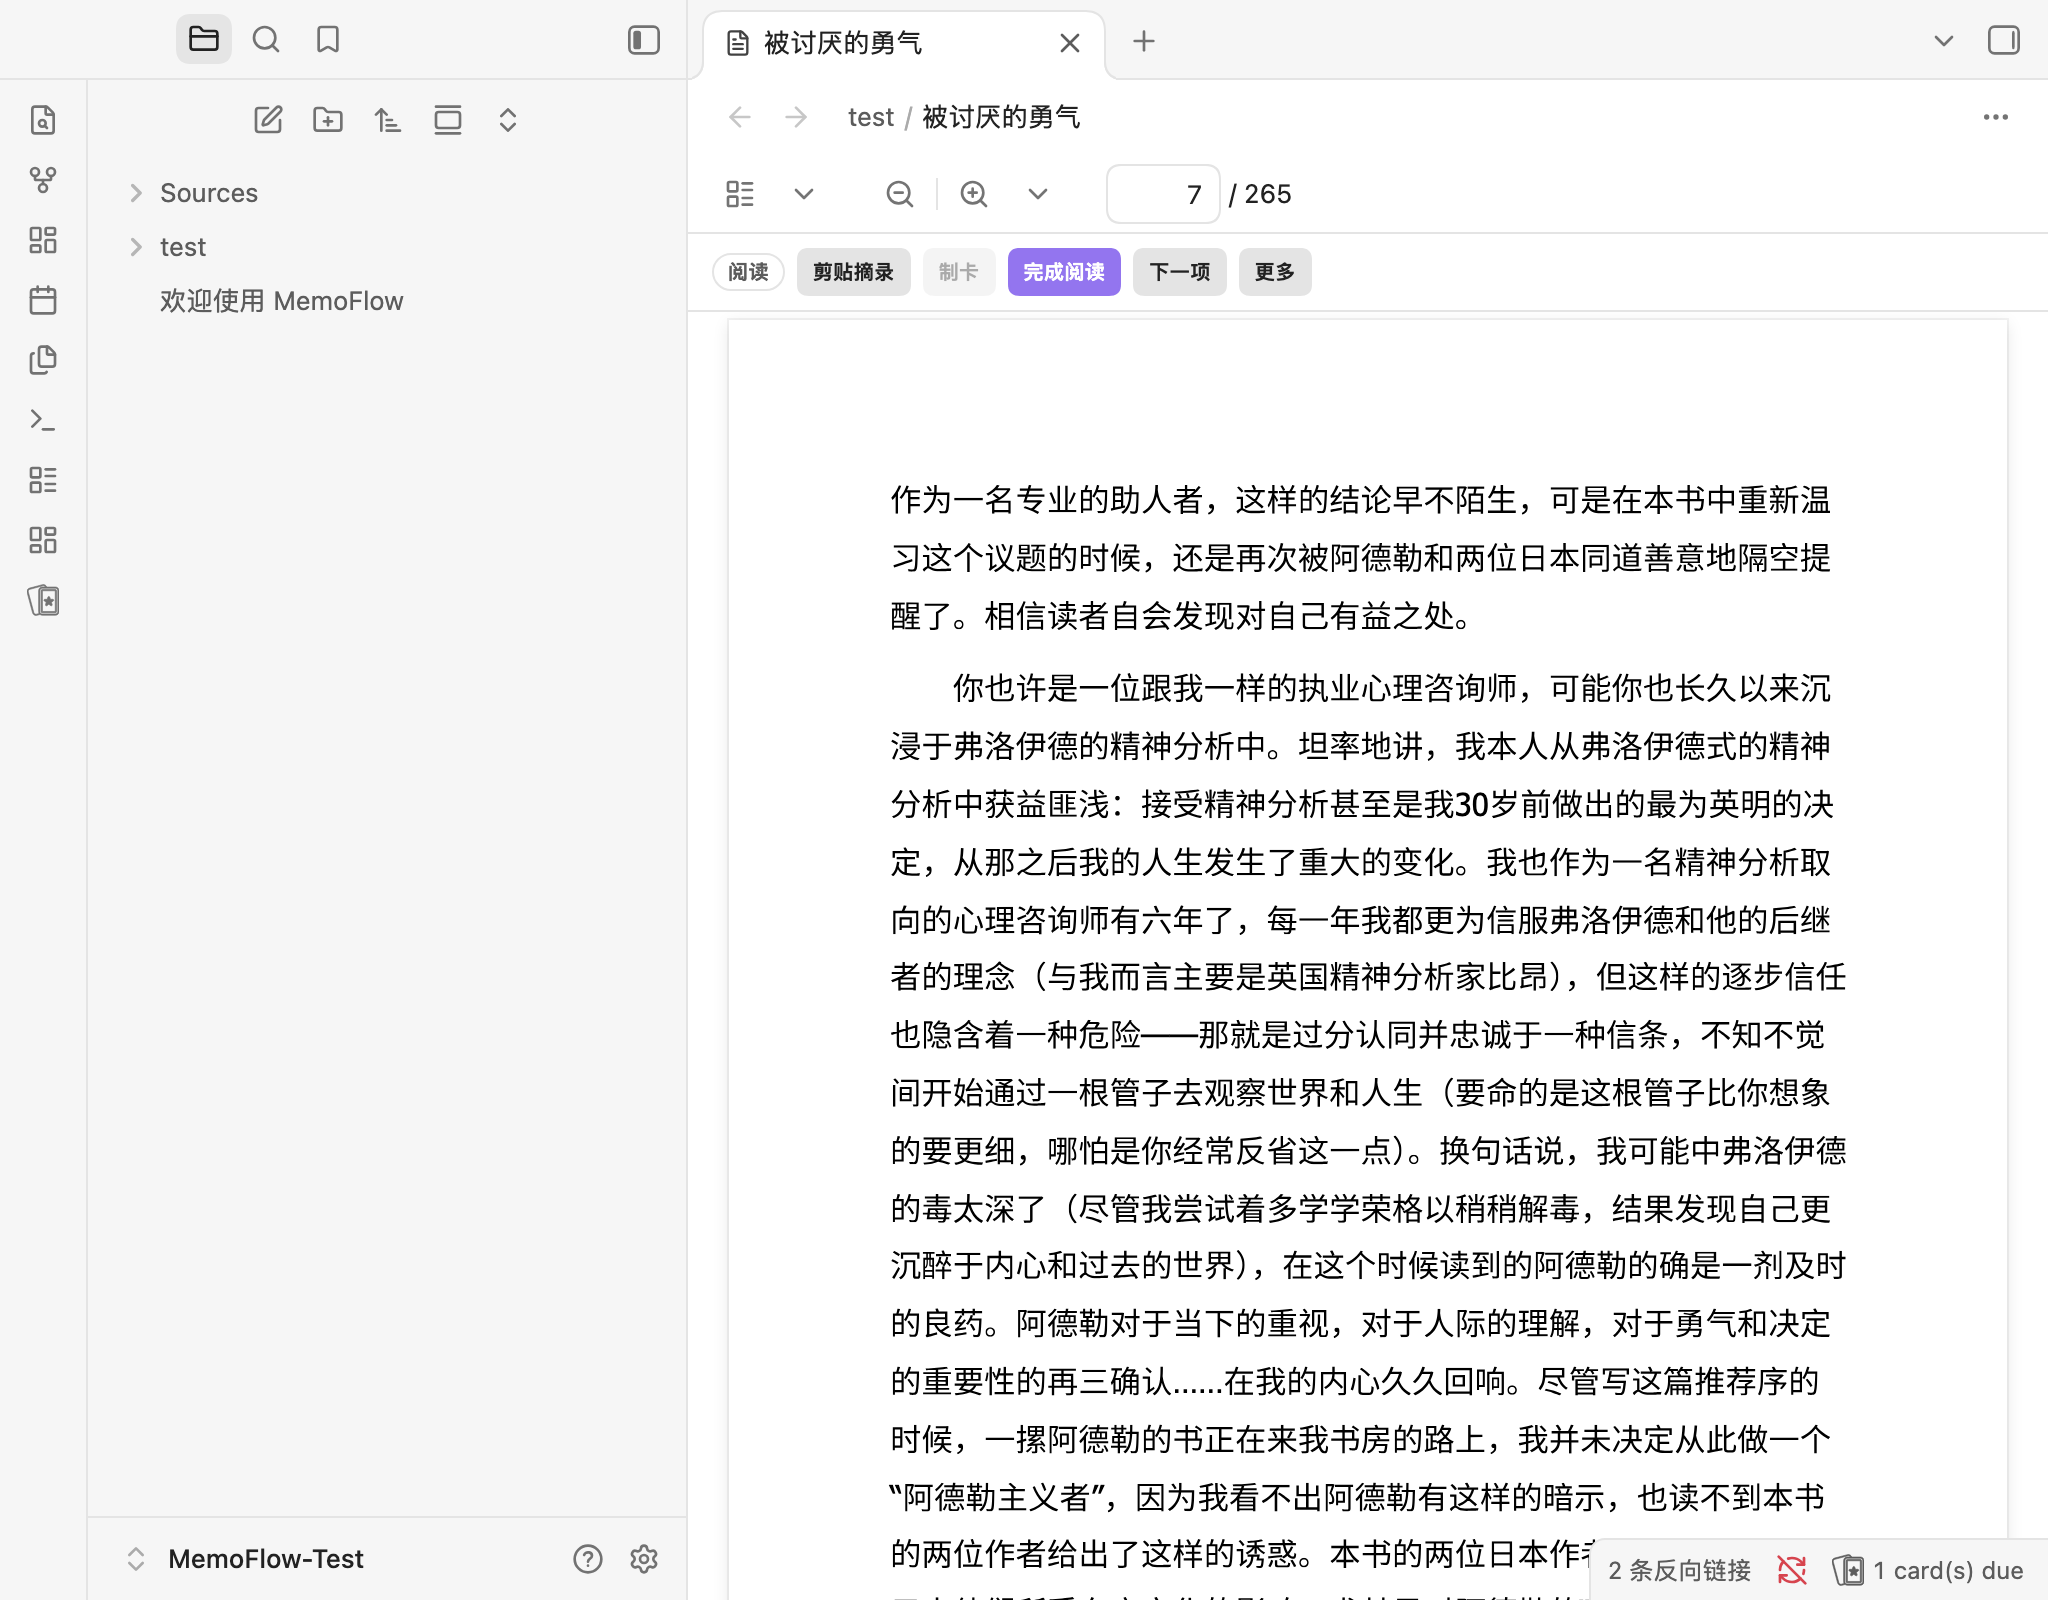 被讨厌的勇气
test / 被讨厌的勇气
7 / 265
阅读 剪贴摘录 制卡 完成阅读 下一项 更多
Sources
test
欢迎使用 MemoFlow
作为一名专业的助人者，这样的结论早不陌生，可是在本书中重新温
习这个议题的时候，还是再次被阿德勒和两位日本同道善意地隔空提
醒了。相信读者自会发现对自己有益之处。
你也许是一位跟我一样的执业心理咨询师，可能你也长久以来沉
浸于弗洛伊德的精神分析中。坦率地讲，我本人从弗洛伊德式的精神
分析中获益匪浅：接受精神分析甚至是我30岁前做出的最为英明的决
定，从那之后我的人生发生了重大的变化。我也作为一名精神分析取
向的心理咨询师有六年了，每一年我都更为信服弗洛伊德和他的后继
者的理念（与我而言主要是英国精神分析家比昂），但这样的逐步信任
也隐含着一种危险——那就是过分认同并忠诚于一种信条，不知不觉
间开始通过一根管子去观察世界和人生（要命的是这根管子比你想象
的要更细，哪怕是你经常反省这一点）。换句话说，我可能中弗洛伊德
的毒太深了（尽管我尝试着多学学荣格以稍稍解毒，结果发现自己更
沉醉于内心和过去的世界），在这个时候读到的阿德勒的确是一剂及时
的良药。阿德勒对于当下的重视，对于人际的理解，对于勇气和决定
的重要性的再三确认……在我的内心久久回响。尽管写这篇推荐序的
时候，一摞阿德勒的书正在来我书房的路上，我并未决定从此做一个
“阿德勒主义者”，因为我看不出阿德勒有这样的暗示，也读不到本书
的两位作者给出了这样的诱惑。本书的两位日本作
MemoFlow-Test
2 条反向链接 1 card(s) due